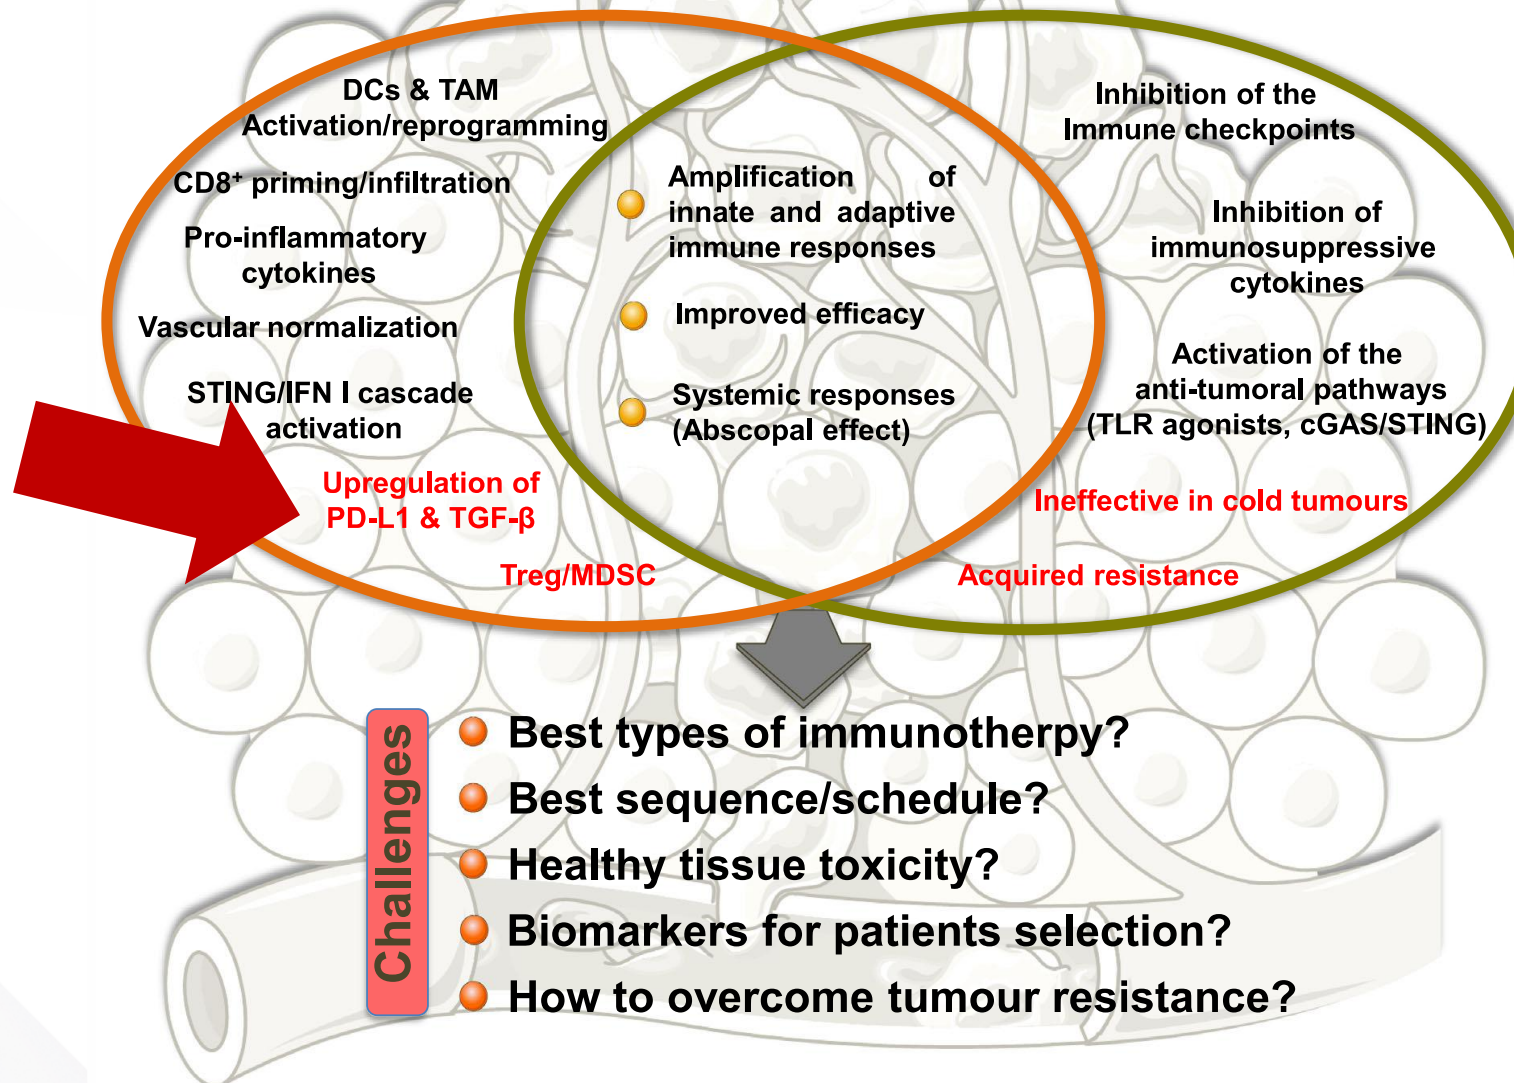 DCs & TAM
Activation/reprogramming
CD8⁺ priming/infiltration
Pro-inflammatory
cytokines
Vascular normalization
STING/IFN I cascade
activation
Upregulation of
PD-L1 & TGF-β
Treg/MDSC
Amplification of
innate and adaptive
immune responses
Improved efficacy
Systemic responses
(Abscopal effect)
Inhibition of the
Immune checkpoints
Inhibition of
immunosuppressive
cytokines
Activation of the
anti-tumoral pathways
(TLR agonists, cGAS/STING)
Ineffective in cold tumours
Acquired resistance
Challenges
Best types of immunotherpy?
Best sequence/schedule?
Healthy tissue toxicity?
Biomarkers for patients selection?
How to overcome tumour resistance?